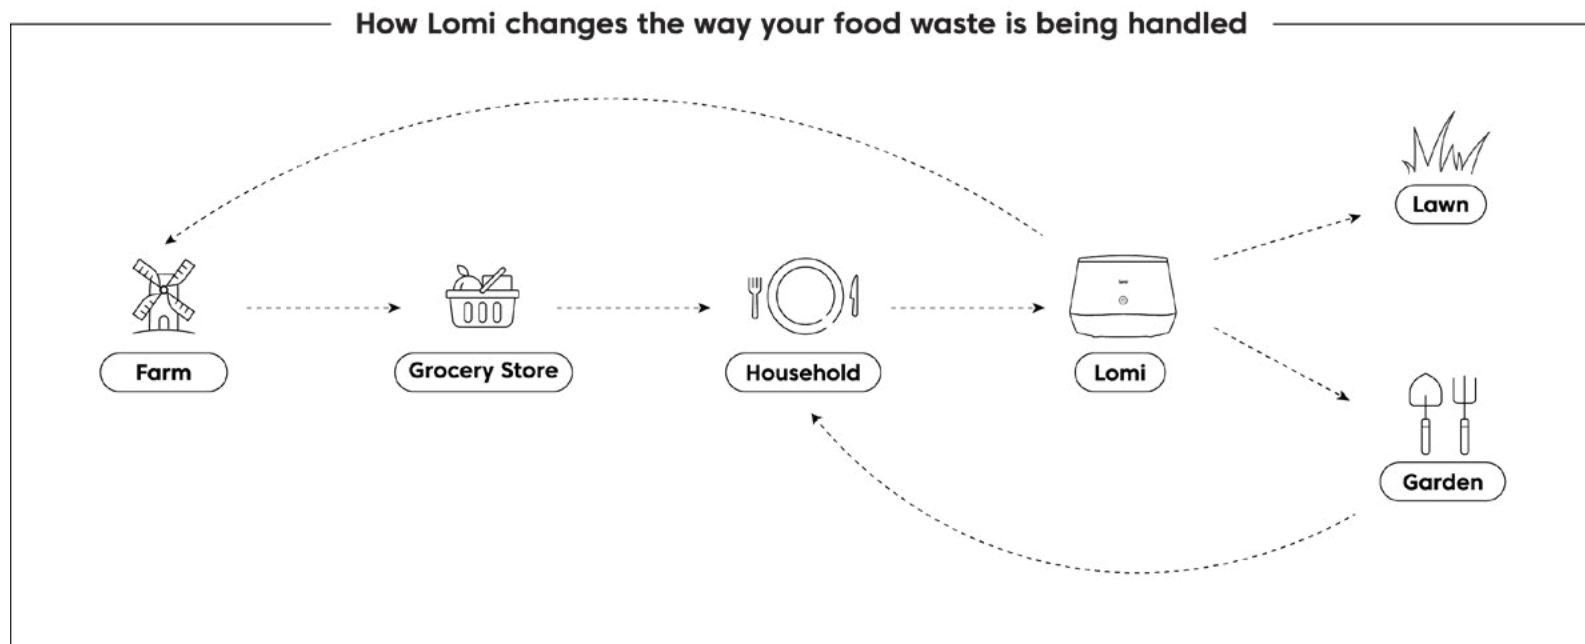 How Lomi changes the way your food waste is being handled
Lawn
Farm
Grocery Store
Household
Lomi
Garden